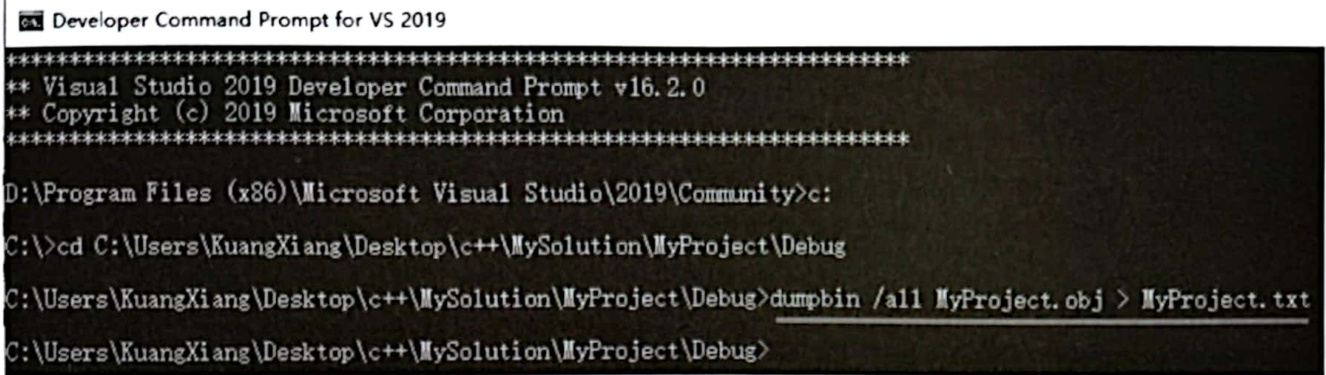 Developer Command Prompt for VS 2019
**********************************************************************
** Visual Studio 2019 Developer Command Prompt v16.2.0
** Copyright (c) 2019 Microsoft Corporation
**********************************************************************
D:\Program Files (x86)\Microsoft Visual Studio\2019\Community>c:
C:\>cd C:\Users\KuangXiang\Desktop\c++\MySolution\MyProject\Debug
C:\Users\KuangXiang\Desktop\c++\MySolution\MyProject\Debug>dumpbin /all MyProject.obj > MyProject.txt
C:\Users\KuangXiang\Desktop\c++\MySolution\MyProject\Debug>